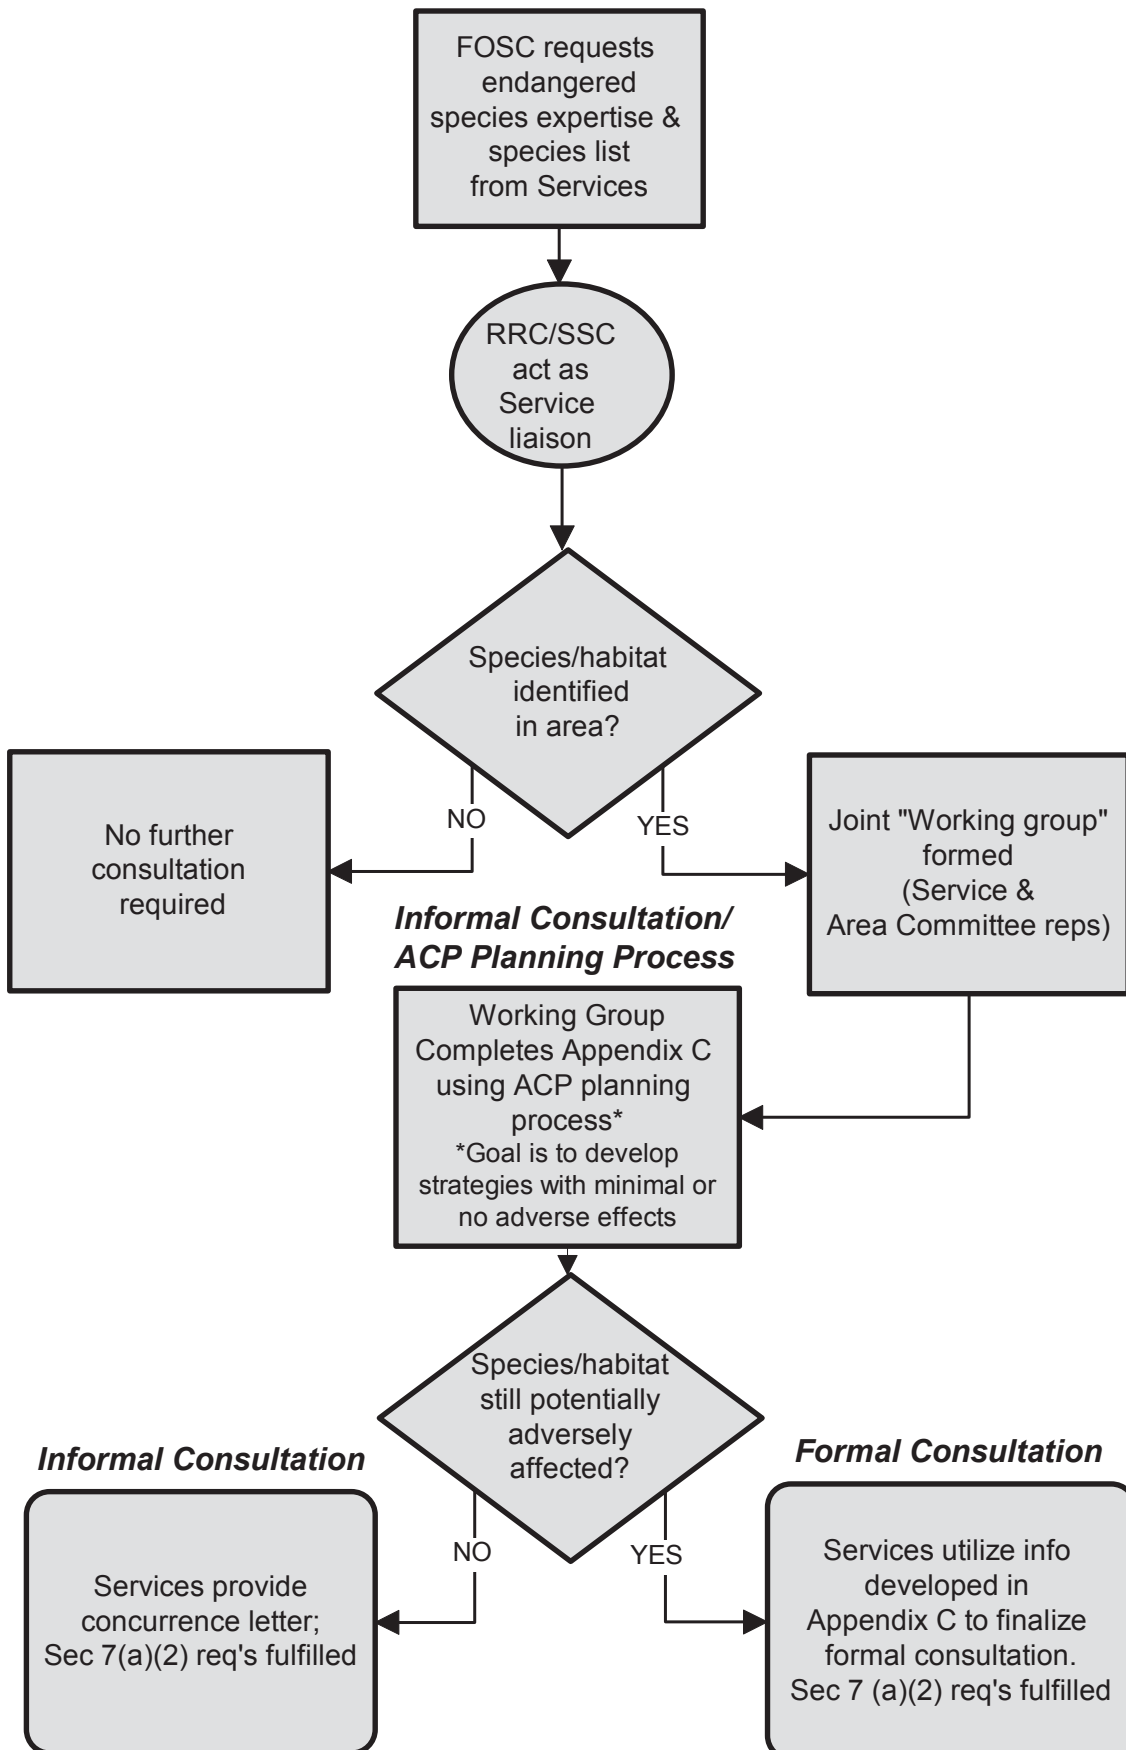 FOSC requests
endangered
species expertise &
species list
from Services
RRC/SSC
act as
Service
liaison
Species/habitat
identified
in area?
NO
YES
No further
consultation
required
Joint "Working group"
formed
(Service &
Area Committee reps)
Informal Consultation/
ACP Planning Process
Working Group
Completes Appendix C
using ACP planning
process*
*Goal is to develop
strategies with minimal or
no adverse effects
Species/habitat
still potentially
adversely
affected?
NO
YES
Informal Consultation
Services provide
concurrence letter;
Sec 7(a)(2) req's fulfilled
Formal Consultation
Services utilize info
developed in
Appendix C to finalize
formal consultation.
Sec 7 (a)(2) req's fulfilled